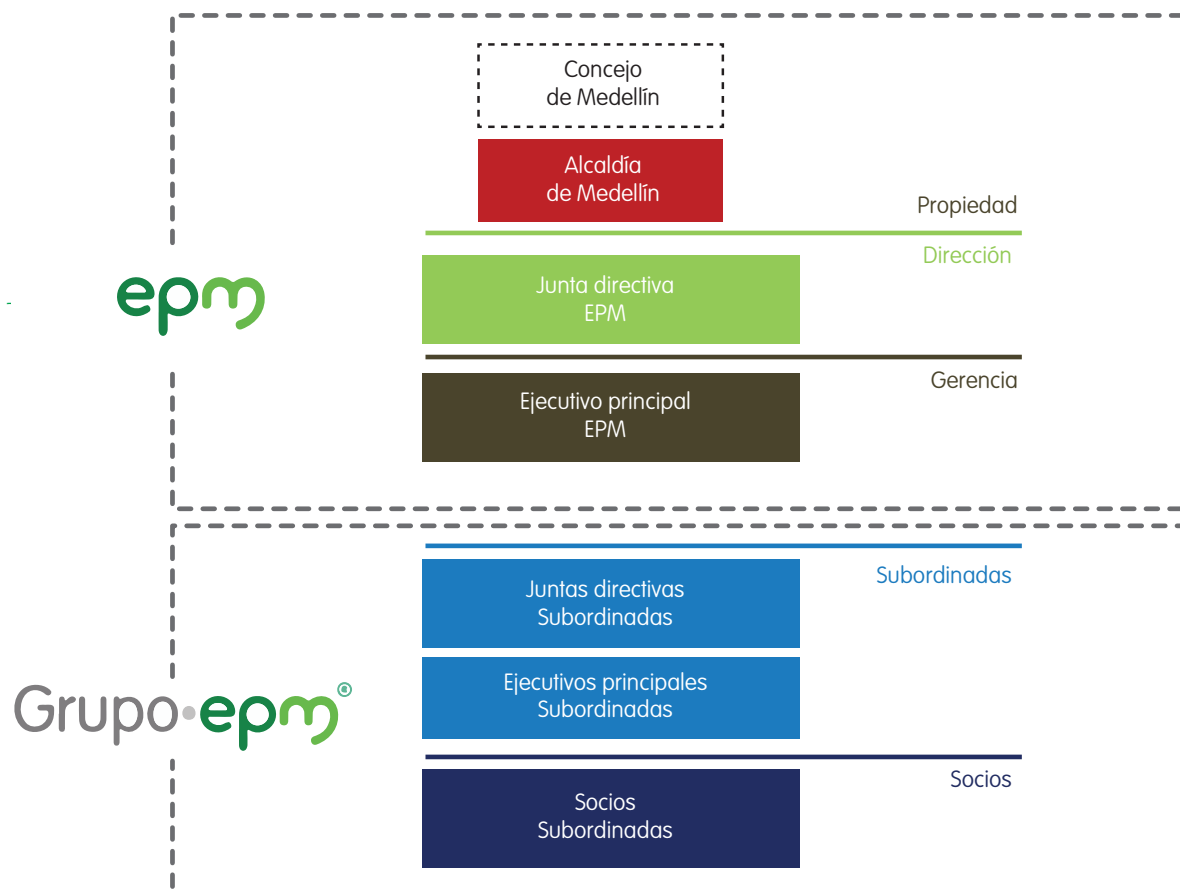 Concejo
de Medellín
Alcaldía
de Medellín
Propiedad
Dirección
epm
Junta directiva
EPM
Gerencia
Ejecutivo principal
EPM
Subordinadas
Juntas directivas
Subordinadas
Ejecutivos principales
Subordinadas
Grupo·epm®
Socios
Socios
Subordinadas